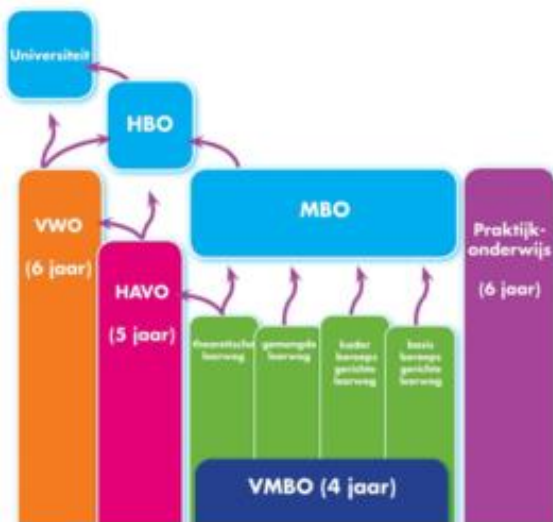 Universiteit
HBO
MBO
VWO
(6 jaar)
HAVO
(5 jaar)
Praktijk-
onderwijs
(6 jaar)
theoretische
leerweg
gemengde
leerweg
kader
beroeps
gerichte
leerweg
basis
beroeps
gerichte
leerweg
VMBO (4 jaar)